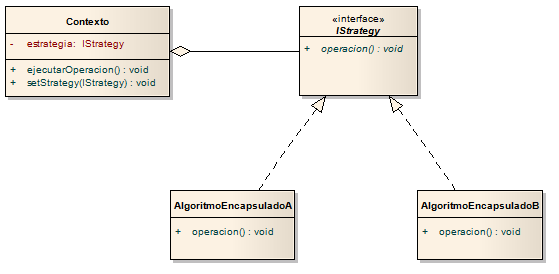 Contexto
- estrategia: IStrategy
+ ejecutarOperacion() : void
+ setStrategy(IStrategy) : void
«interface»
IStrategy
+ operacion() : void
AlgoritmoEncapsuladoA
+ operacion() : void
AlgoritmoEncapsuladoB
+ operacion() : void